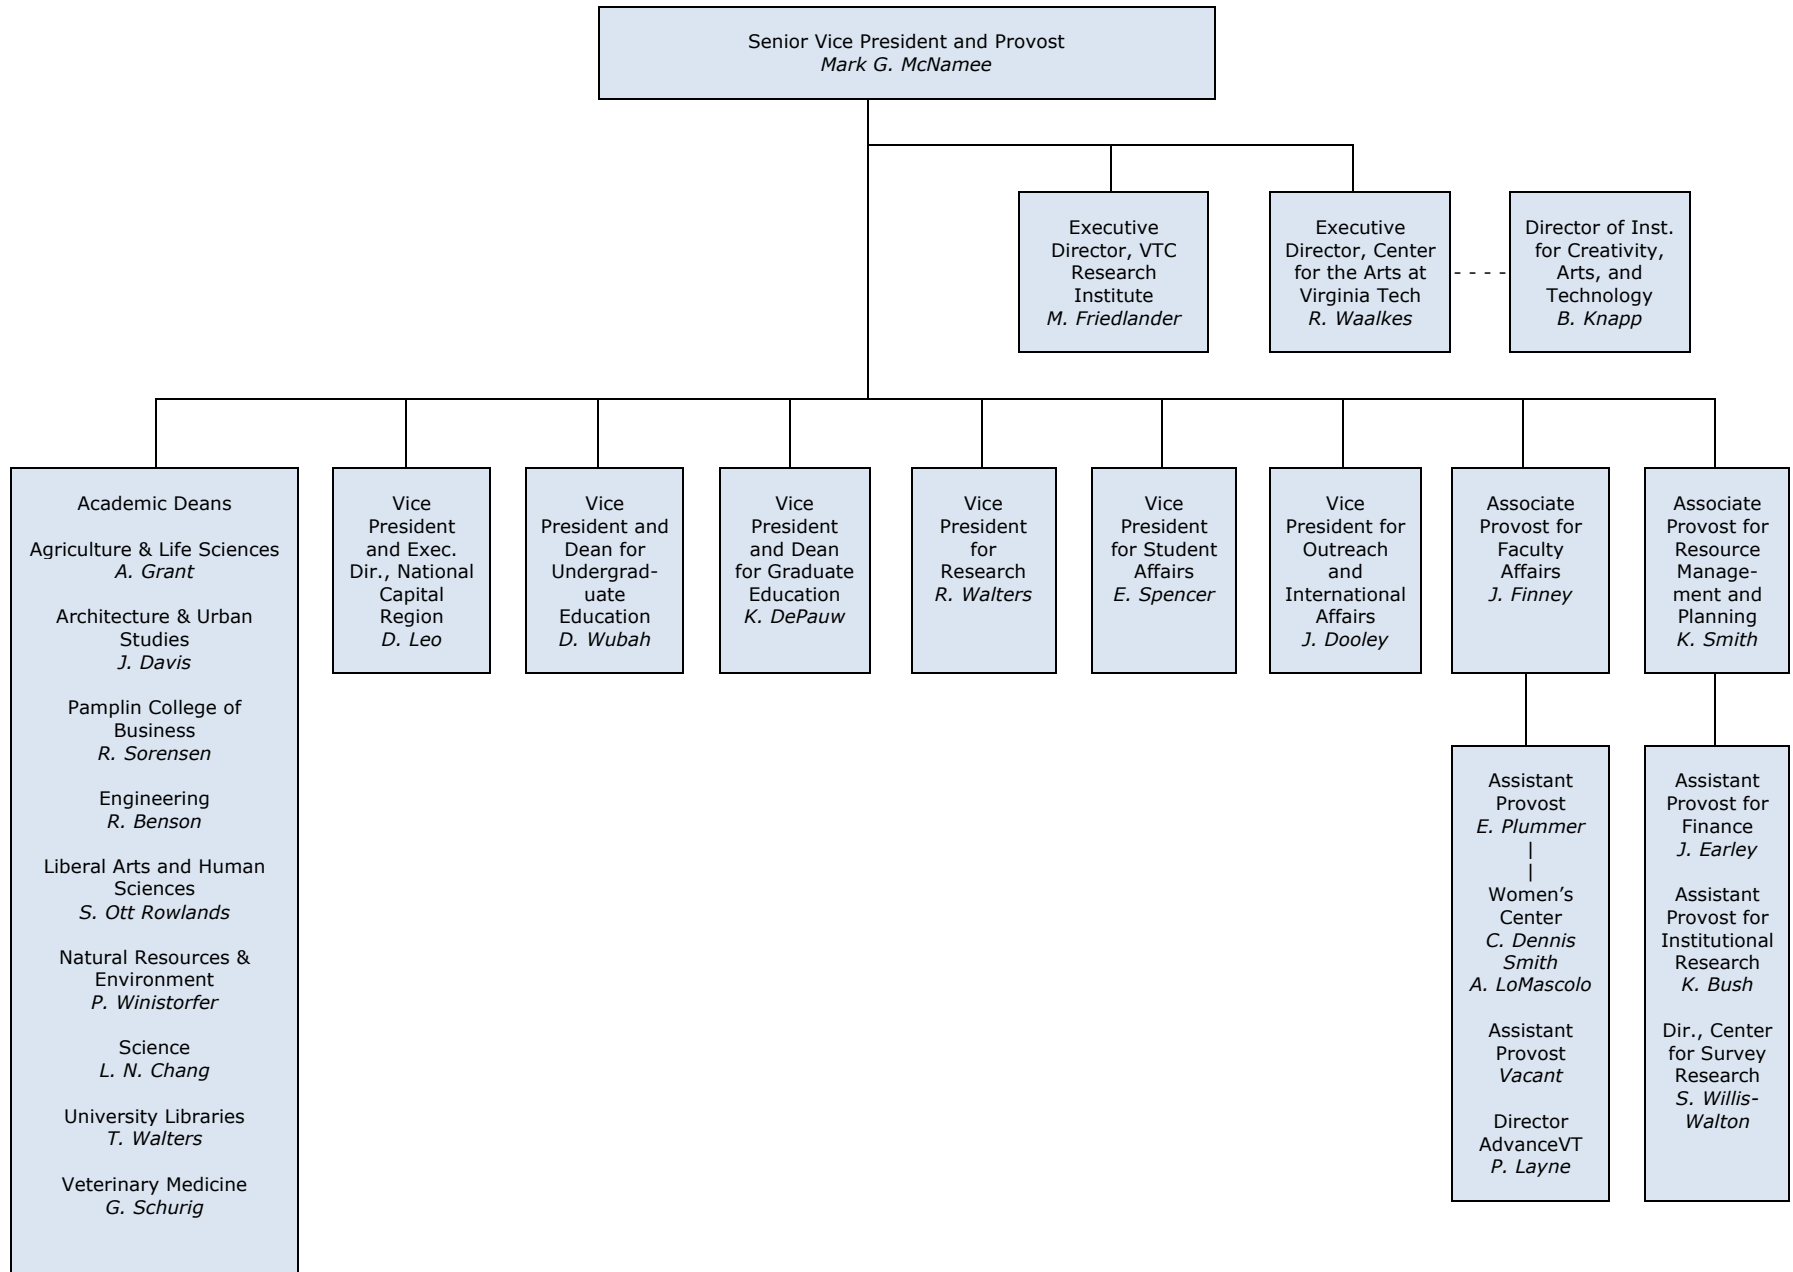 Senior Vice President and Provost
Mark G. McNamee
Executive
Director, VTC
Research
Institute
M. Friedlander
Executive
Director, Center
for the Arts at
Virginia Tech
R. Waalkes
Director of Inst.
for Creativity,
Arts, and
Technology
B. Knapp
Academic Deans
Agriculture & Life Sciences
A. Grant
Architecture & Urban
Studies
J. Davis
Pamplin College of
Business
R. Sorensen
Engineering
R. Benson
Liberal Arts and Human
Sciences
S. Ott Rowlands
Natural Resources &
Environment
P. Winistorfer
Science
L. N. Chang
University Libraries
T. Walters
Veterinary Medicine
G. Schurig
Vice
President
and Exec.
Dir., National
Capital
Region
D. Leo
Vice
President and
Dean for
Undergrad-
uate
Education
D. Wubah
Vice
President
and Dean
for Graduate
Education
K. DePauw
Vice
President
for
Research
R. Walters
Vice
President
for Student
Affairs
E. Spencer
Vice
President for
Outreach
and
International
Affairs
J. Dooley
Associate
Provost for
Faculty
Affairs
J. Finney
Associate
Provost for
Resource
Manage-
ment and
Planning
K. Smith
Assistant
Provost
E. Plummer
|
|
Women’s
Center
C. Dennis
Smith
A. LoMascolo
Assistant
Provost
Vacant
Director
AdvanceVT
P. Layne
Assistant
Provost for
Finance
J. Earley
Assistant
Provost for
Institutional
Research
K. Bush
Dir., Center
for Survey
Research
S. Willis-
Walton